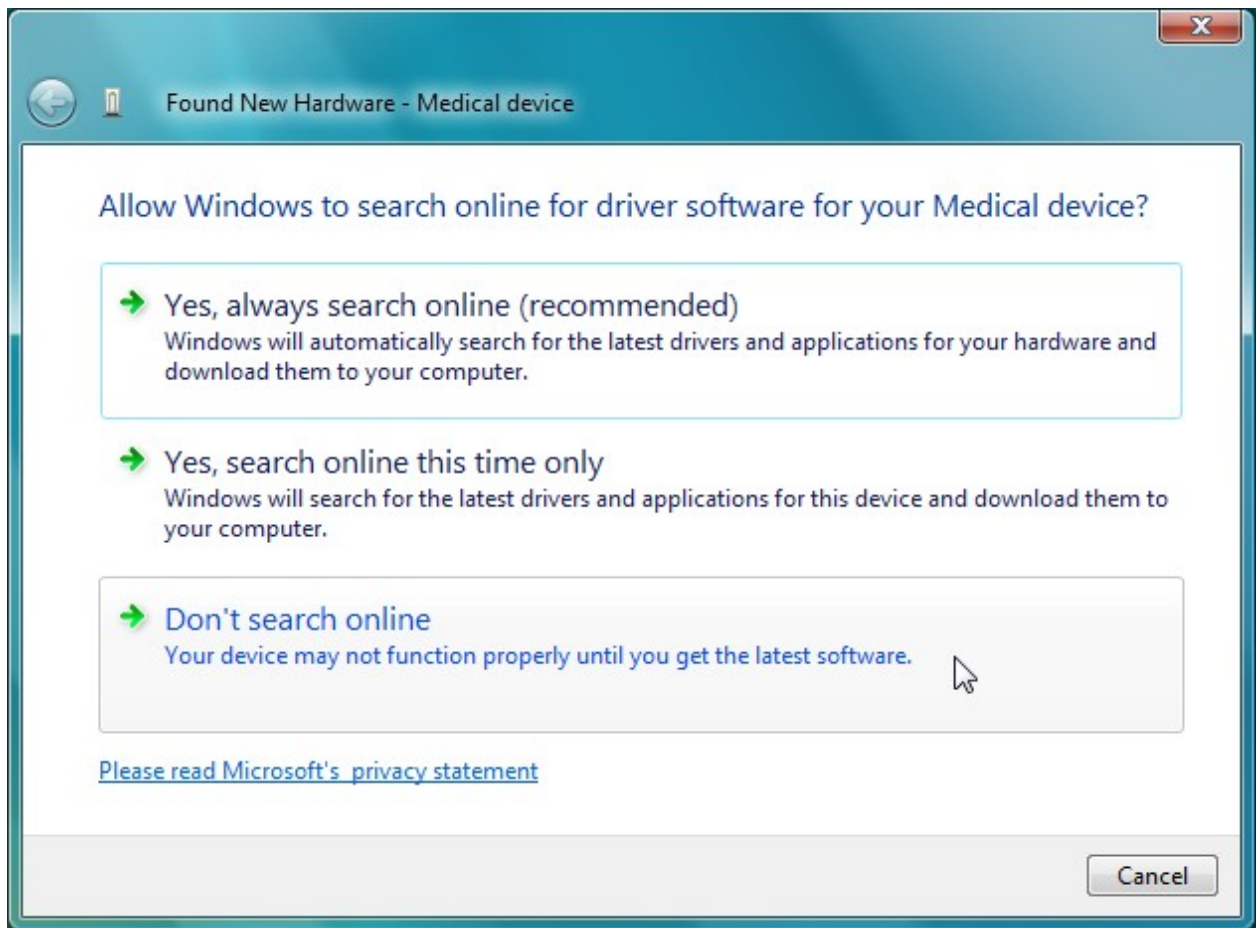 Found New Hardware - Medical device
Allow Windows to search online for driver software for your Medical device?
Yes, always search online (recommended)
Windows will automatically search for the latest drivers and applications for your hardware and
download them to your computer.
Yes, search online this time only
Windows will search for the latest drivers and applications for this device and download them to
your computer.
Don't search online
Your device may not function properly until you get the latest software.
Please read Microsoft's  privacy statement
Cancel